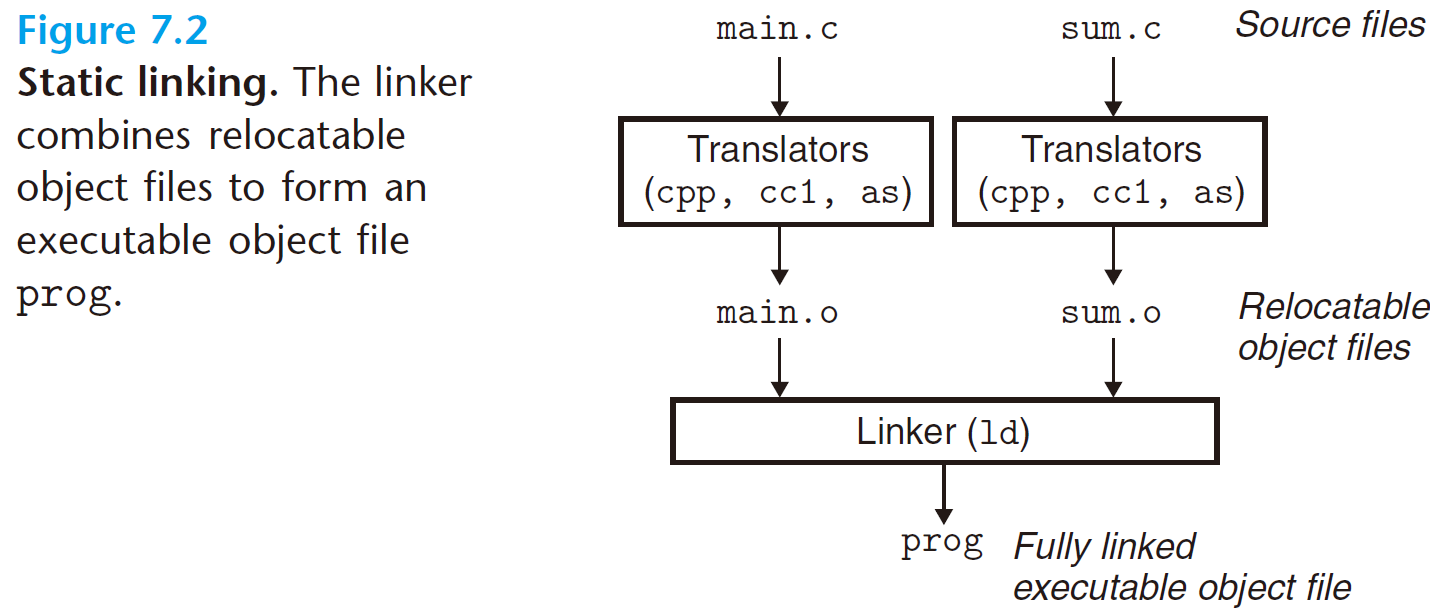 Figure 7.2
Static linking. The linker
combines relocatable
object files to form an
executable object file
prog.
main.c
sum.c
Source files
Translators
(cpp, cc1, as)
Translators
(cpp, cc1, as)
main.o
sum.o
Relocatable
object files
Linker (ld)
prog
Fully linked
executable object file